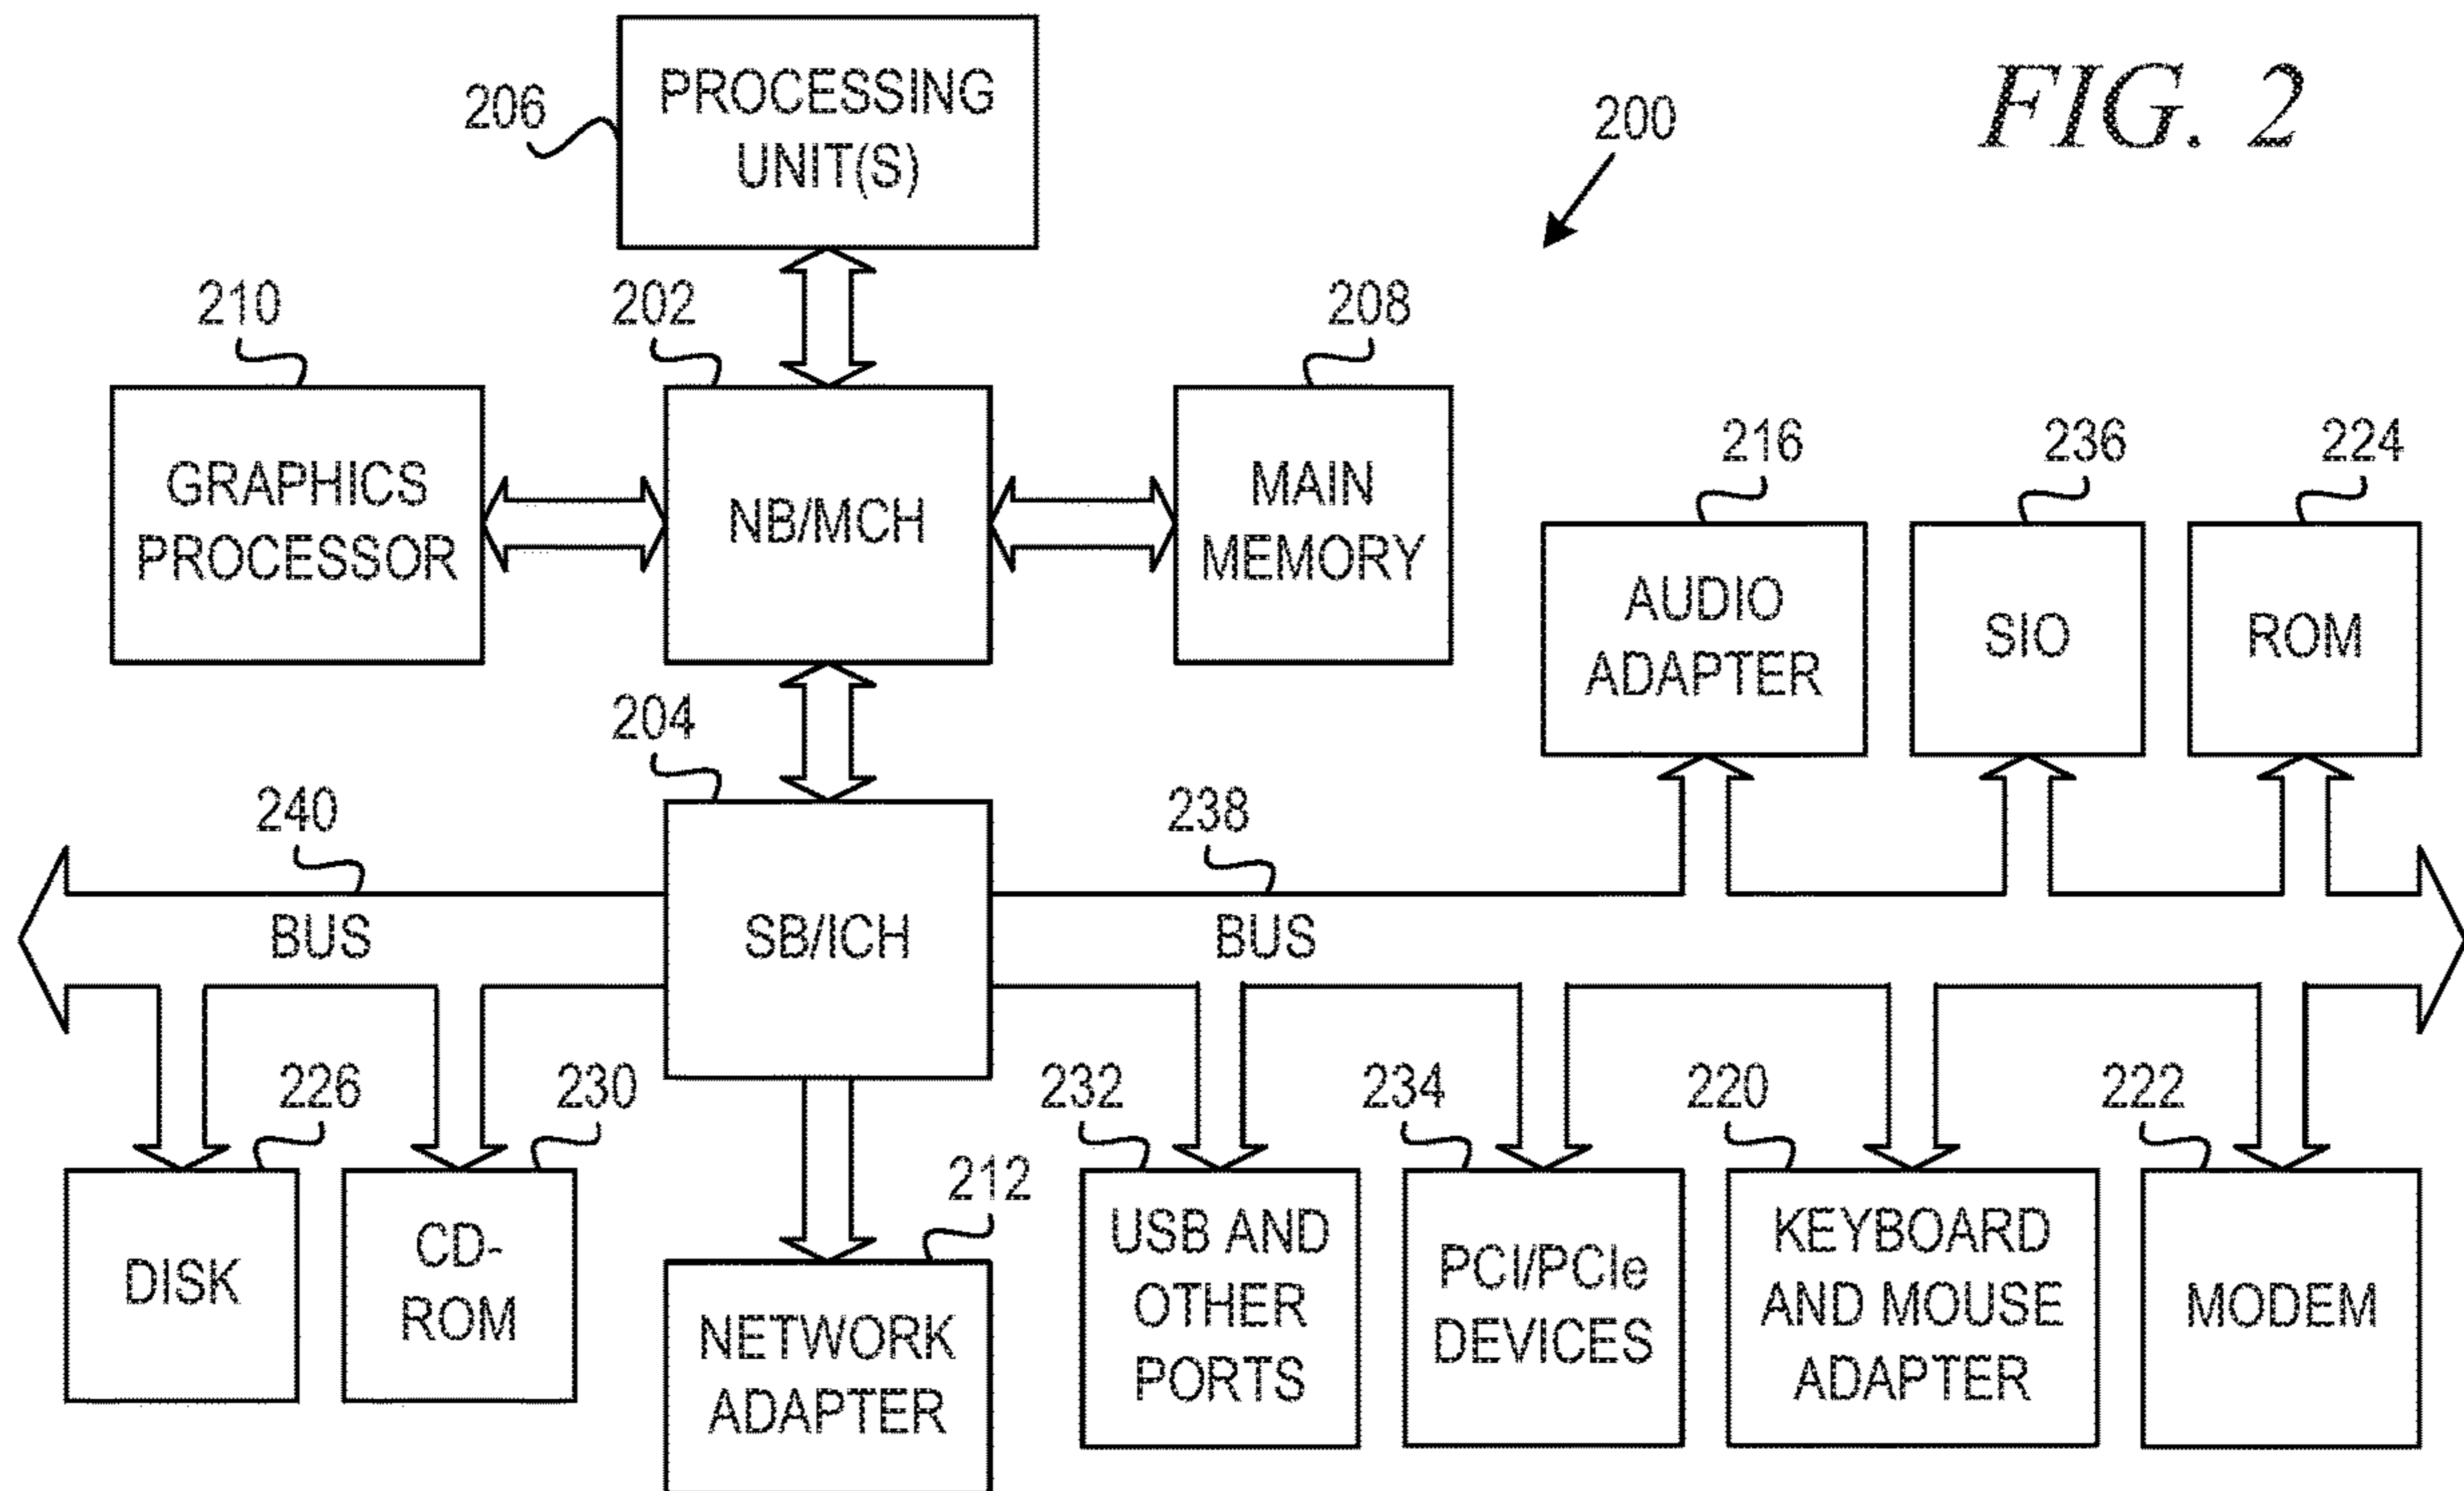 FIG. 2
200
206
PROCESSING
UNIT(S)
210
202
208
GRAPHICS
PROCESSOR
NB/MCH
MAIN
MEMORY
216
236
224
AUDIO
ADAPTER
SIO
ROM
204
240
238
BUS
SB/ICH
BUS
226
230
232
234
220
222
212
DISK
CD-
ROM
NETWORK
ADAPTER
USB AND
OTHER
PORTS
PCI/PCIe
DEVICES
KEYBOARD
AND MOUSE
ADAPTER
MODEM